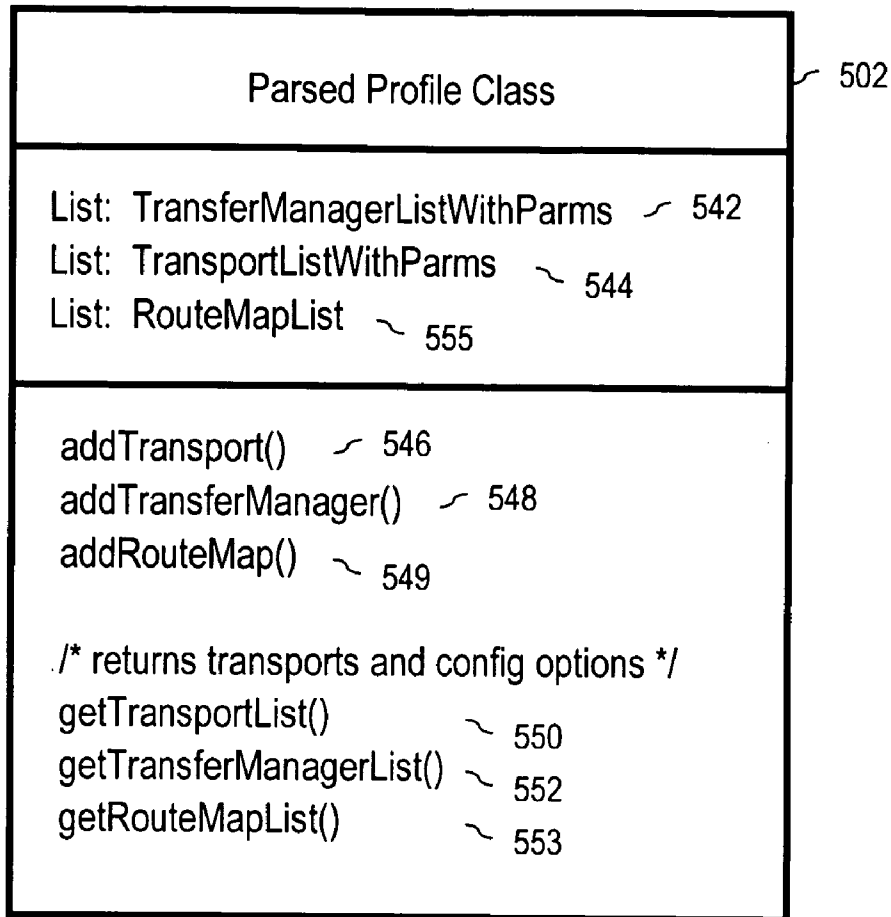 Parsed Profile Class 502
List: TransferManagerListWithParms 542
List: TransportListWithParms 544
List: RouteMapList 555
addTransport() 546
addTransferManager() 548
addRouteMap() 549
/* returns transports and config options */
getTransportList() 550
getTransferManagerList() 552
getRouteMapList() 553